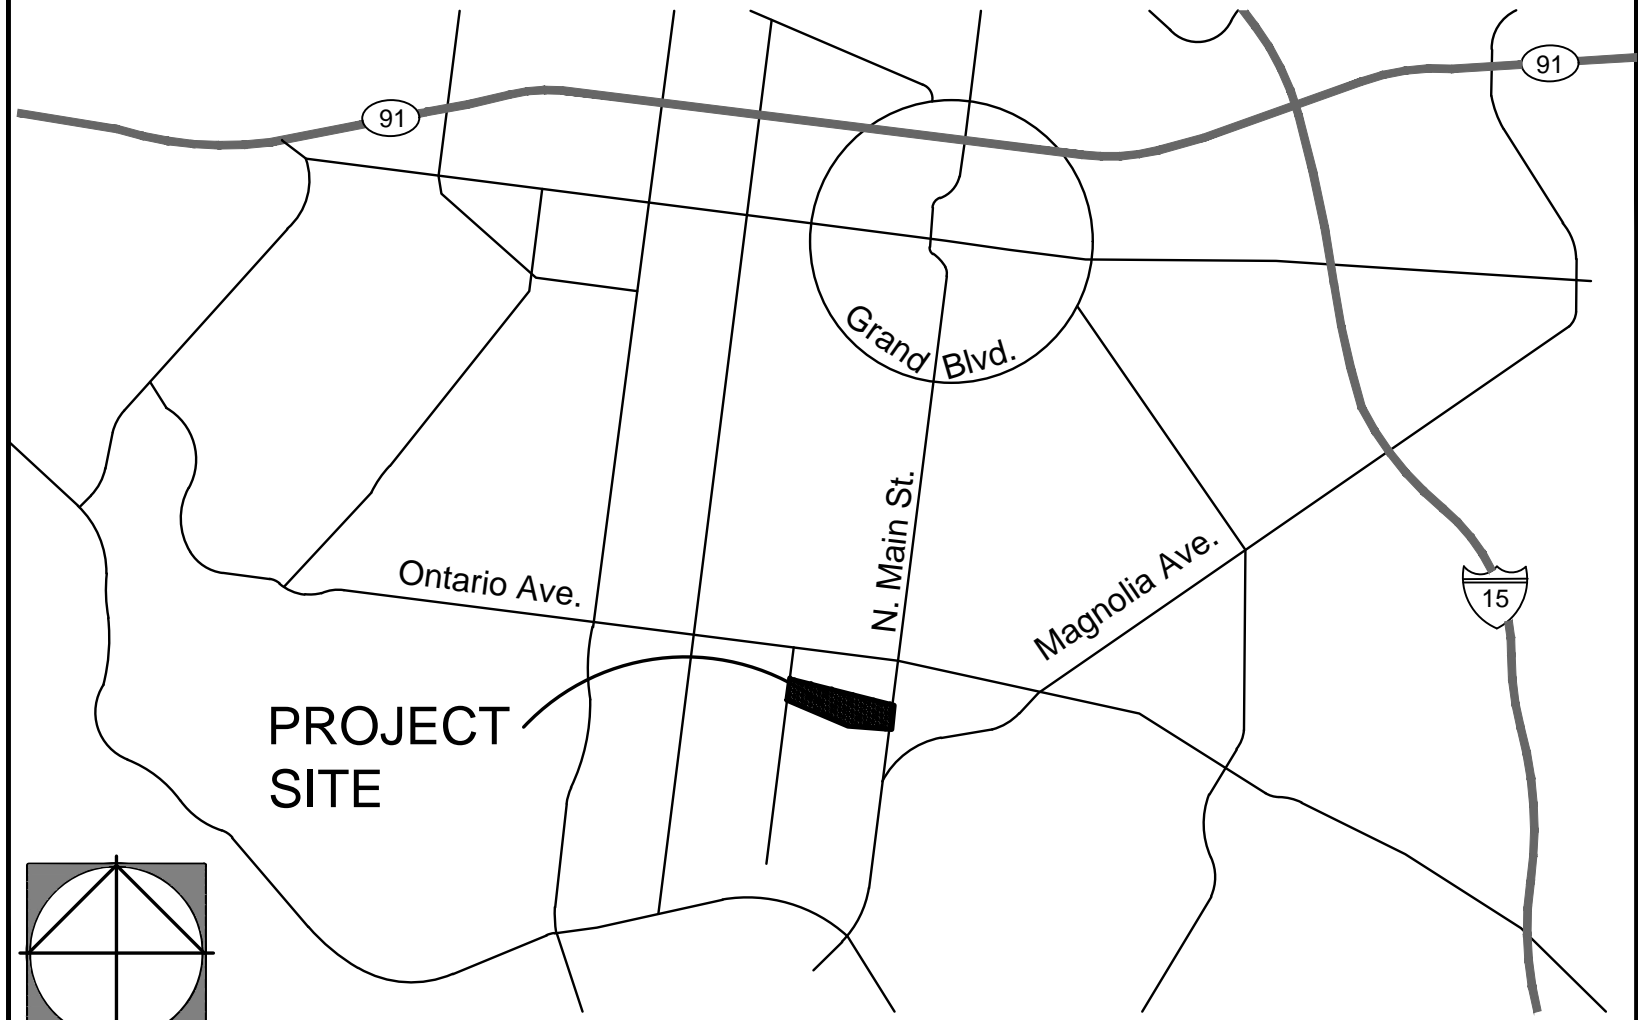 91
91
Grand Blvd.
N. Main St.
Ontario Ave.
Magnolia Ave.
15
PROJECT
SITE